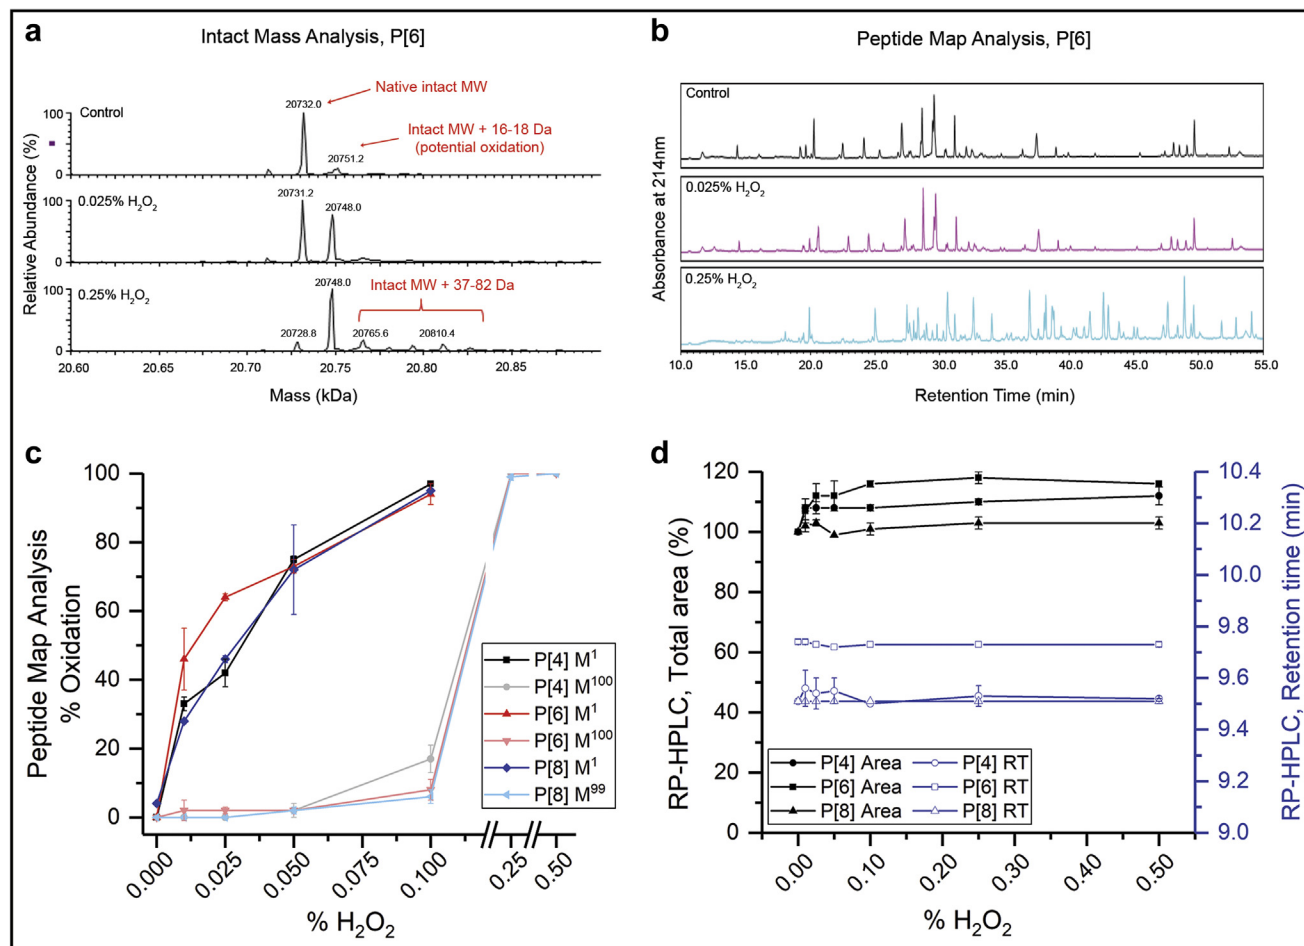 a
Intact Mass Analysis, P[6]
Relative Abundance (%)
Control
100
0
20732.0
Native intact MW
20751.2
Intact MW + 16-18 Da
(potential oxidation)
0.025% H₂O₂
100
0
20731.2
20748.0
0.25% H₂O₂
100
0
20728.8
20748.0
20765.6
20810.4
Intact MW + 37-82 Da
20.60 20.65 20.70 20.75 20.80 20.85
Mass (kDa)
b
Peptide Map Analysis, P[6]
Absorbance at 214nm
Control
0.025% H₂O₂
0.25% H₂O₂
10.0 15.0 20.0 25.0 30.0 35.0 40.0 45.0 50.0 55.0
Retention Time (min)
c
Peptide Map Analysis
% Oxidation
100
80
60
40
20
0
P[4] M¹
P[4] M¹⁰⁰
P[6] M¹
P[6] M¹⁰⁰
P[8] M¹
P[8] M⁹⁹
0.000 0.025 0.050 0.075 0.100 0.25 0.50
% H₂O₂
d
RP-HPLC, Total area (%)
120
100
80
60
40
20
0
P[4] Area P[4] RT
P[6] Area P[6] RT
P[8] Area P[8] RT
0.00 0.10 0.20 0.30 0.40 0.50
% H₂O₂
10.4
10.2
10.0
9.8
9.6
9.4
9.2
9.0
RP-HPLC, Retention time (min)